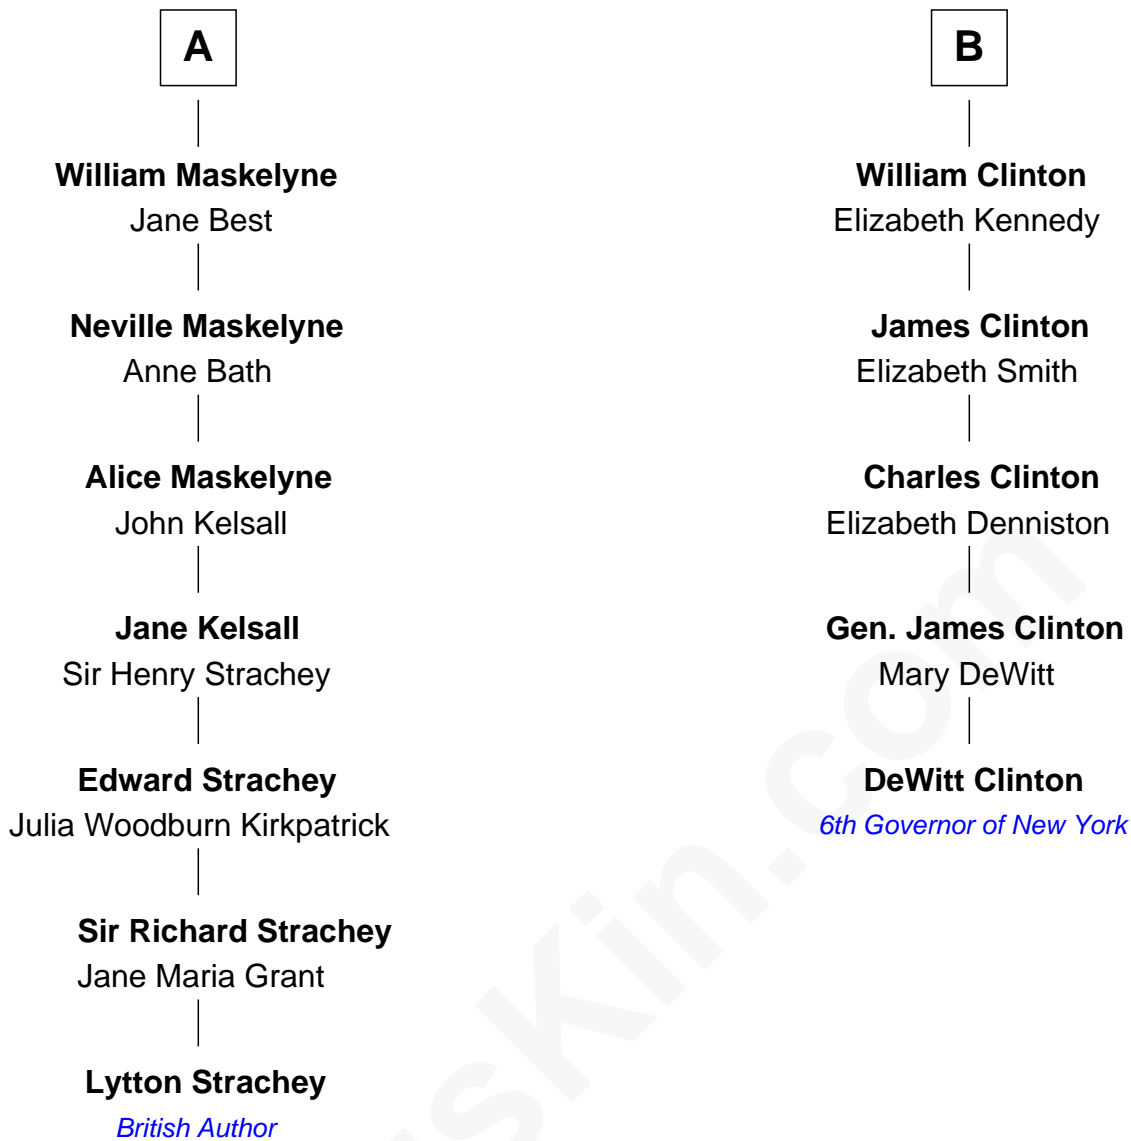 A
William Maskelyne
Jane Best
Neville Maskelyne
Anne Bath
Alice Maskelyne
John Kelsall
Jane Kelsall
Sir Henry Strachey
Edward Strachey
Julia Woodburn Kirkpatrick
Sir Richard Strachey
Jane Maria Grant
Lytton Strachey
British Author
B
William Clinton
Elizabeth Kennedy
James Clinton
Elizabeth Smith
Charles Clinton
Elizabeth Denniston
Gen. James Clinton
Mary DeWitt
DeWitt Clinton
6th Governor of New York
sKin.com